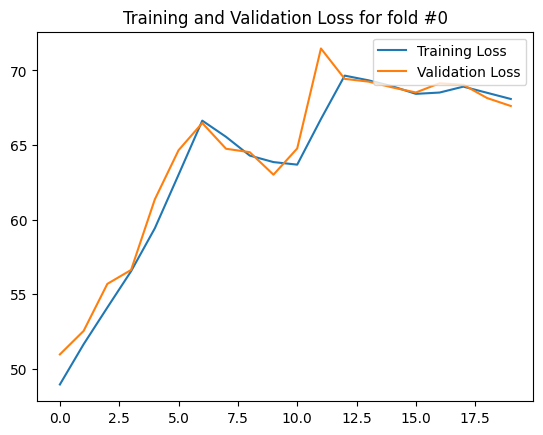 Training and Validation Loss for fold #0
Training Loss
Validation Loss
70
65
60
55
50
0.0 2.5 5.0 7.5 10.0 12.5 15.0 17.5